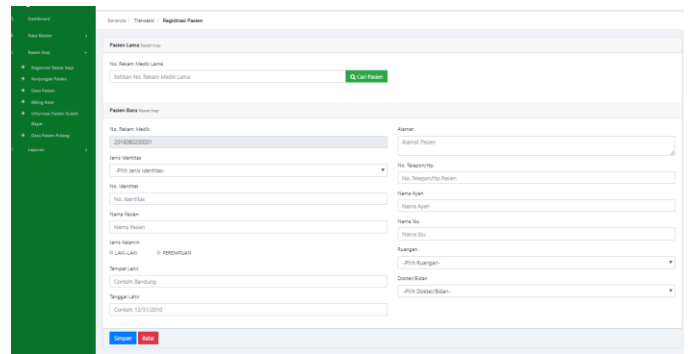 Dashboard
Data Master
Rawat Inap
Registrasi Rawat Inap
Kunjungan Pasien
Data Pasien
Billing Kasir
Informasi Pasien Sudah
Bayar
Data Pasien Pulang
Laporan
Beranda / Transaksi / Registrasi Pasien
Pasien Lama Rawat Inap
No. Rekam Medik Lama
Ketikan No. Rekam Medik Lama
Cari Pasien
Pasien Baru Rawat Inap
No. Rekam Medik
2018080200001
Jenis Identitas
-Pilih Jenis Identitas-
No. Identitas
No. Identitas
Nama Pasien
Nama Pasien
Jenis Kelamin
LAKI-LAKI PEREMPUAN
Tempat Lahir
Contoh: Bandung
Tanggal Lahir
Contoh: 12/31/2010
Alamat
Alamat Pasien
No. Telepon/Hp.
No. Telepon/Hp Pasien
Nama Ayah
Nama Ayah
Nama Ibu
Nama Ibu
Ruangan
-Pilih Ruangan-
Dokter/Bidan
-Pilih Dokter/Bidan-
Simpan Batal